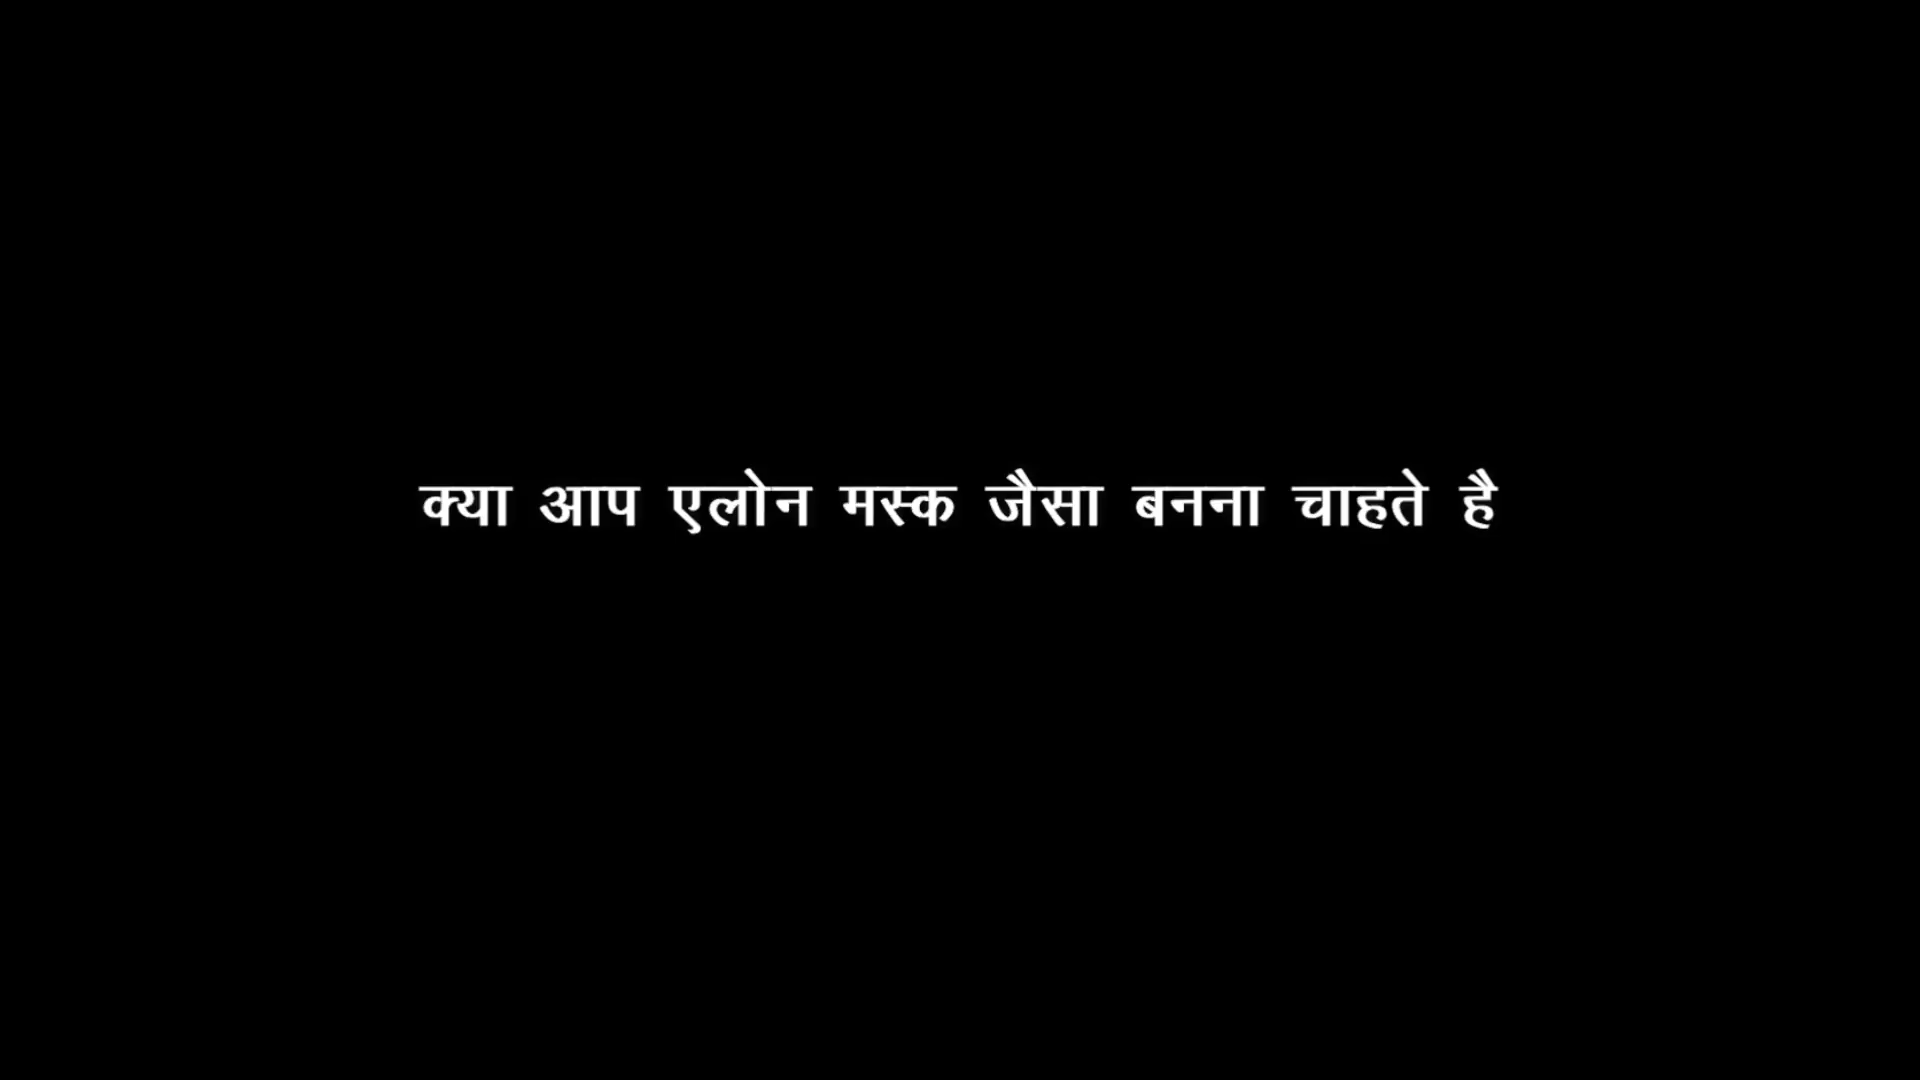 क्या आप एलोन मस्क जैसा बनना चाहते है